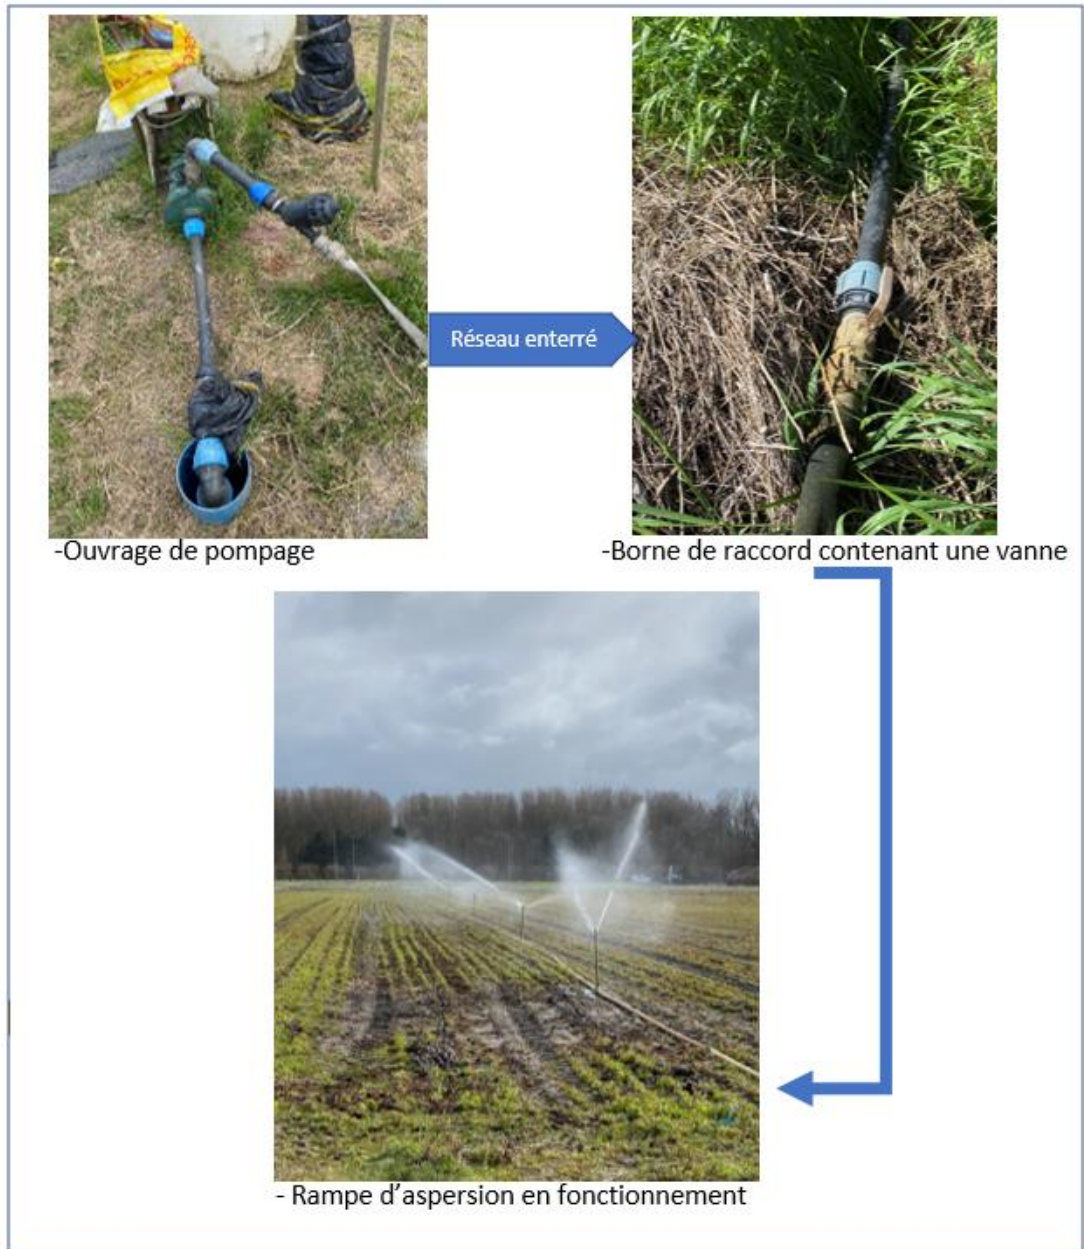 Réseau enterré
-Ouvrage de pompage
-Borne de raccord contenant une vanne
- Rampe d’aspersion en fonctionnement